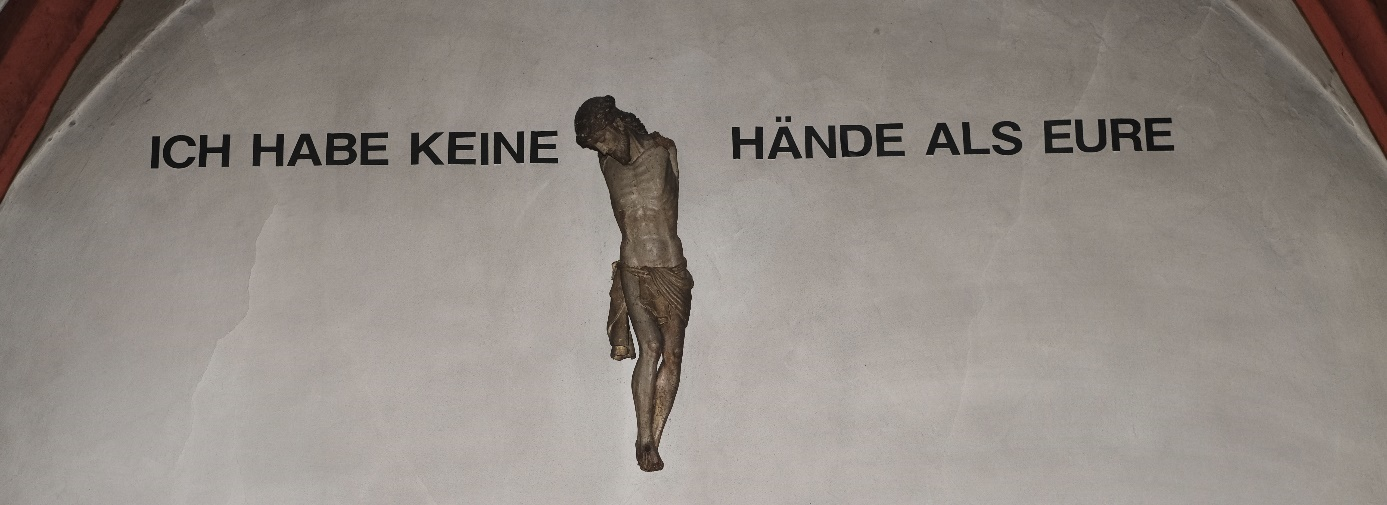 ICH HABE KEINE HÄNDE ALS EURE